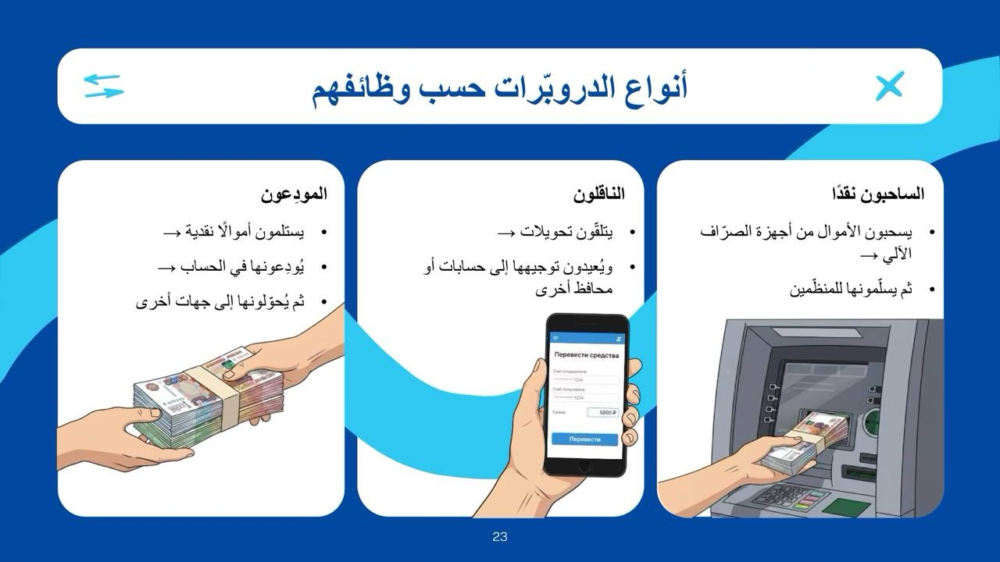 أنواع الدروبّرات حسب وظائفهم
الساحبون نقدًا
• يسحبون الأموال من أجهزة الصرّاف
الآلي →
• ثم يسلّمونها للمنظّمين
الناقلون
• يتلقّون تحويلات →
• ويُعيدون توجيهها إلى حسابات أو
محافظ أخرى
Перевести средства
Счет отправителя
******** 1234
Счет получателя
******** 1234
Сумма
5000 ₽
Перевести
المودِعون
• يستلمون أموالًا نقدية →
• يُودِعونها في الحساب →
• ثم يُحوّلونها إلى جهات أخرى
23